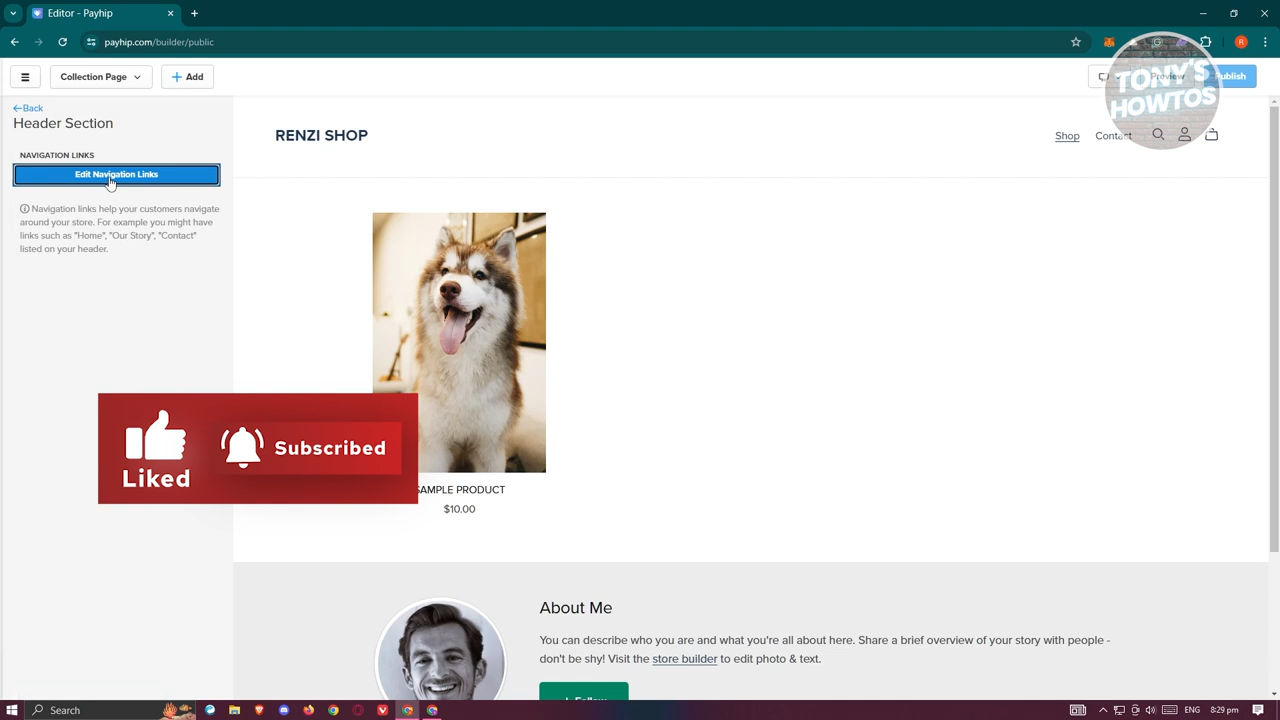 Editor - Payhip
payhip.com/builder/public
Collection Page
Add
Preview
Publish
TONY'S
HOWTOS
Back
Header Section
RENZI SHOP
Shop
Contact
NAVIGATION LINKS
Edit Navigation Links
Navigation links help your customers navigate
around your store. For example you might have
links such as "Home", "Our Story", "Contact"
listed on your header.
Liked
Subscribed
SAMPLE PRODUCT
$10.00
About Me
You can describe who you are and what you're all about here. Share a brief overview of your story with people -
don't be shy! Visit the store builder to edit photo & text.
+ Follow
Search
ENG
8:29 pm